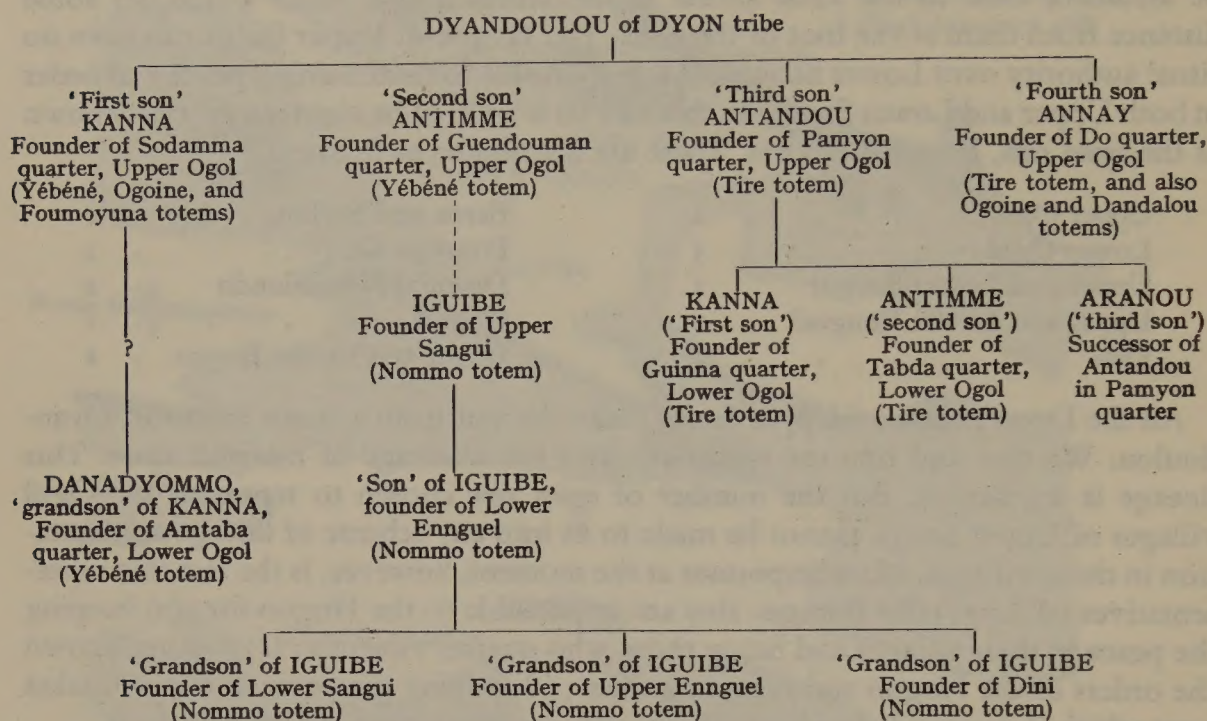 DYANDOULOU of DYON tribe
'First son'
KANNA
Founder of Sodamma
quarter, Upper Ogol
(Yébéné, Ogoine, and
Foumoyuna totems)
'Second son'
ANTIMME
Founder of Guendouman
quarter, Upper Ogol
(Yébéné totem)
'Third son'
ANTANDOU
Founder of Pamyon
quarter, Upper Ogol
(Tire totem)
'Fourth son'
ANNAY
Founder of Do quarter,
Upper Ogol
(Tire totem, and also
Ogoine and Dandalou
totems)
?
IGUIBE
Founder of Upper
Sangui
(Nommo totem)
KANNA
('First son')
Founder of
Guinna quarter,
Lower Ogol
(Tire totem)
ANTIMME
('second son')
Founder of
Tabda quarter,
Lower Ogol
(Tire totem)
ARANOU
('third son')
Successor of
Antandou
in Pamyon
quarter
DANADYOMMO,
'grandson' of KANNA,
Founder of Amtaba
quarter, Lower Ogol
(Yébéné totem)
'Son' of IGUIBE,
founder of Lower
Ennguel
(Nommo totem)
'Grandson' of IGUIBE
Founder of Lower Sangui
(Nommo totem)
'Grandson' of IGUIBE
Founder of Upper Ennguel
(Nommo totem)
'Grandson' of IGUIBE
Founder of Dini
(Nommo totem)